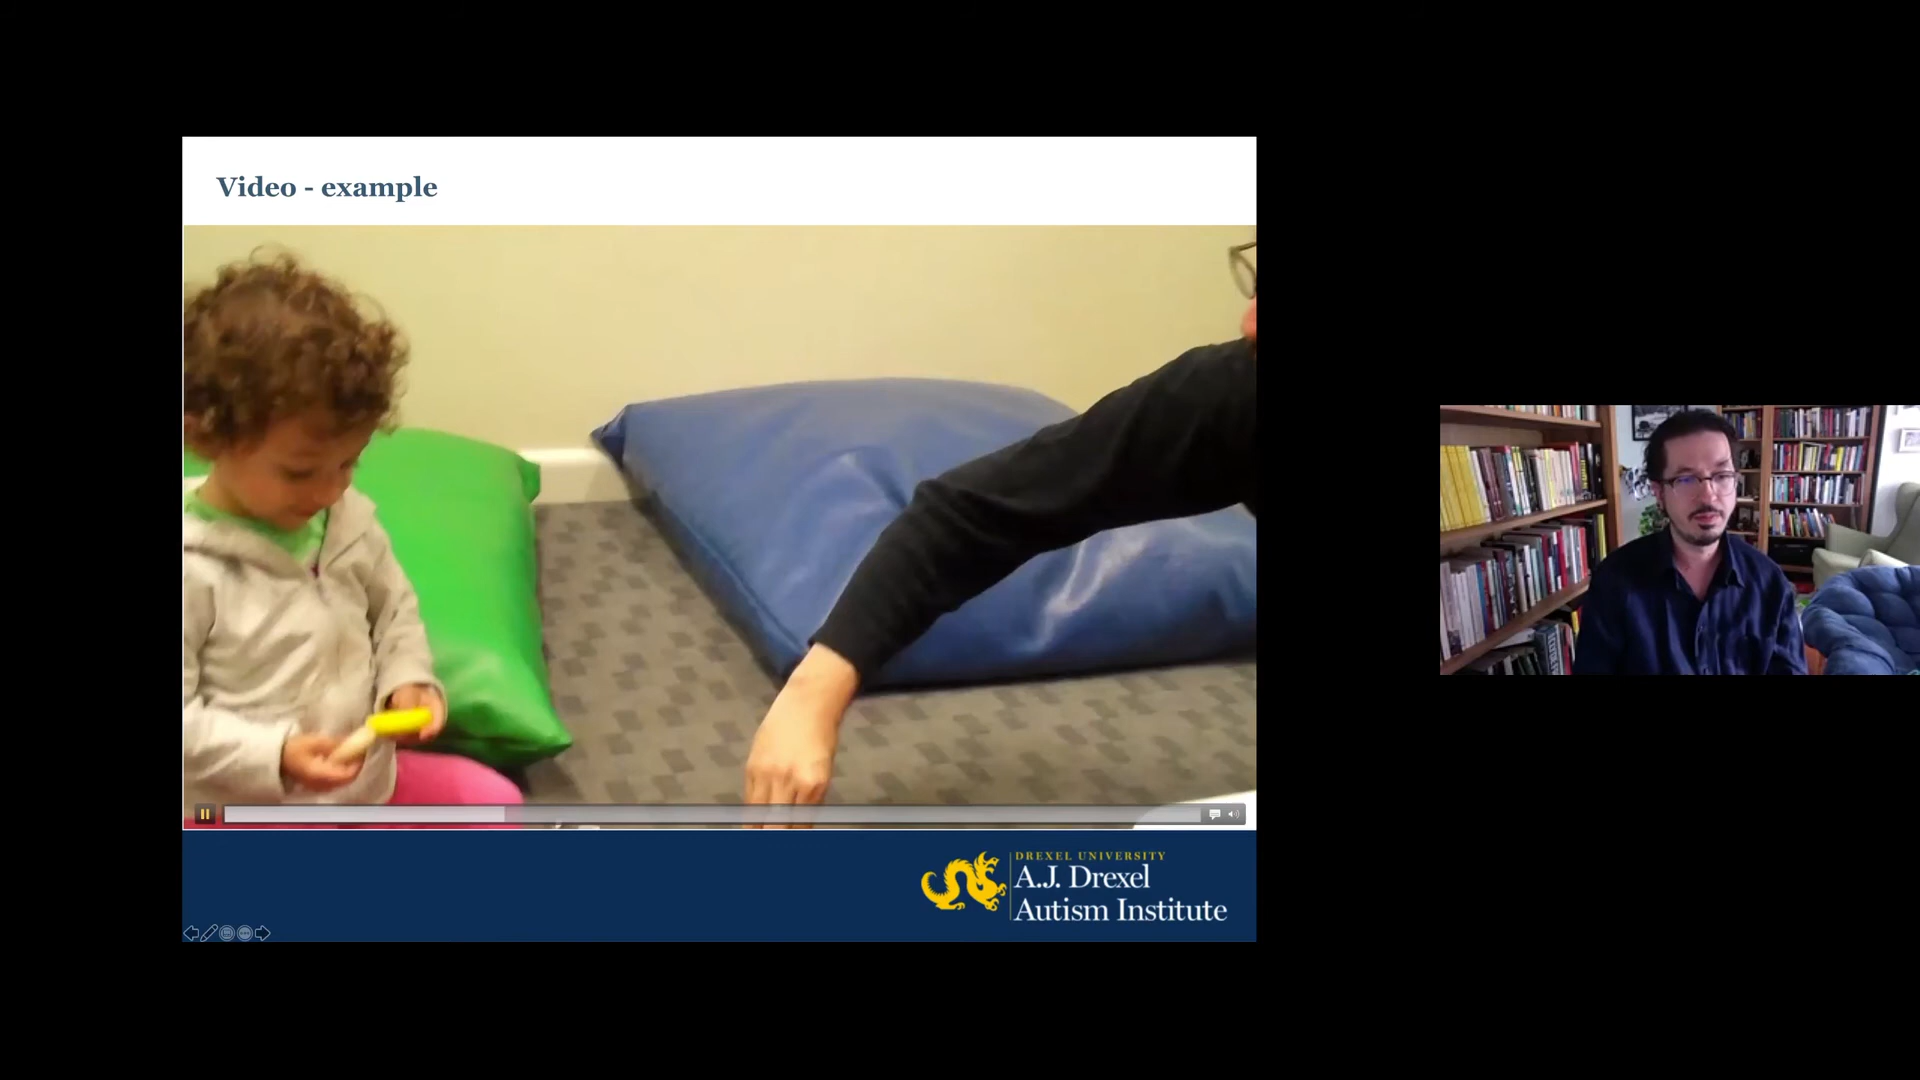 Video - example
DREXEL UNIVERSITY
A.J. Drexel
Autism Institute